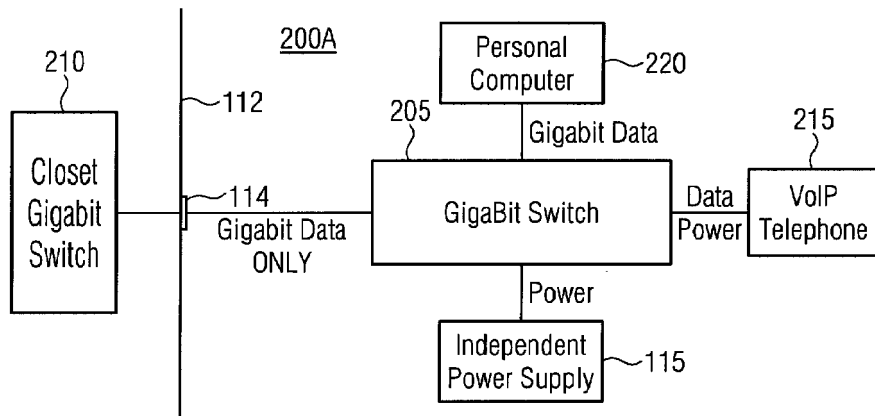 200A
210
112
Personal
Computer
220
205
Gigabit Data
215
Closet
Gigabit
Switch
114
Gigabit Data
ONLY
GigaBit Switch
Data
Power
VoIP
Telephone
Power
Independent
Power Supply
115